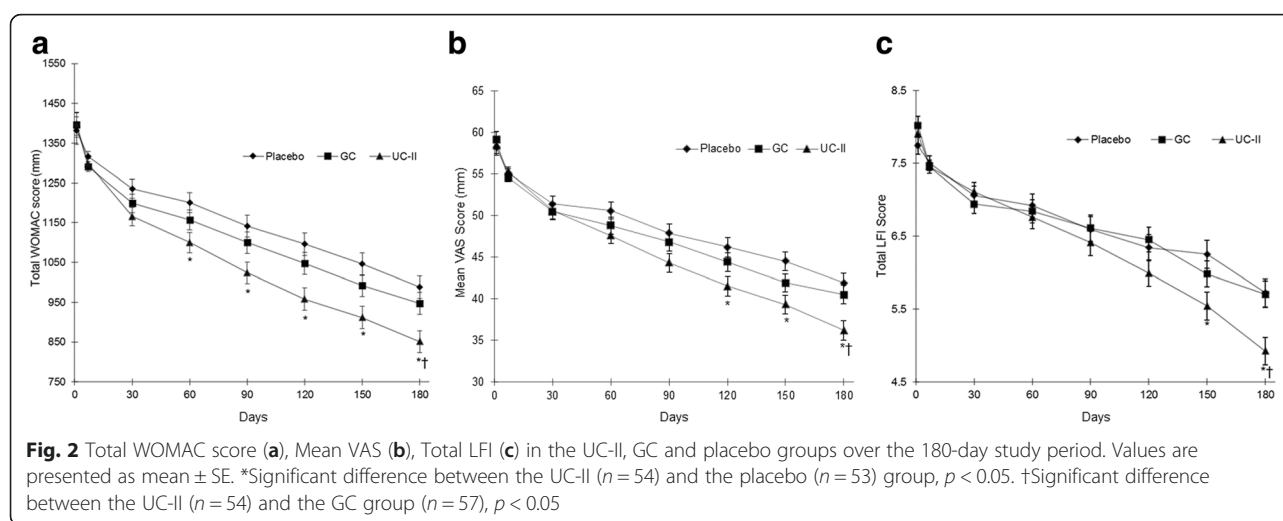 a
1550
1450
1350
1250
1150
1050
950
850
750
Total WOMAC score (mm)
Placebo GC UC-II
* * * * *†
0 30 60 90 120 150 180
Days
b
65
60
55
50
45
40
35
30
Mean VAS Score (mm)
Placebo GC UC-II
* * *†
0 30 60 90 120 150 180
Days
c
8.5
7.5
6.5
5.5
4.5
Total LFI Score
Placebo GC UC-II
* *†
0 30 60 90 120 150 180
Days
Fig. 2 Total WOMAC score (a), Mean VAS (b), Total LFI (c) in the UC-II, GC and placebo groups over the 180-day study period. Values are
presented as mean ± SE. *Significant difference between the UC-II (n = 54) and the placebo (n = 53) group, p < 0.05. †Significant difference
between the UC-II (n = 54) and the GC group (n = 57), p < 0.05